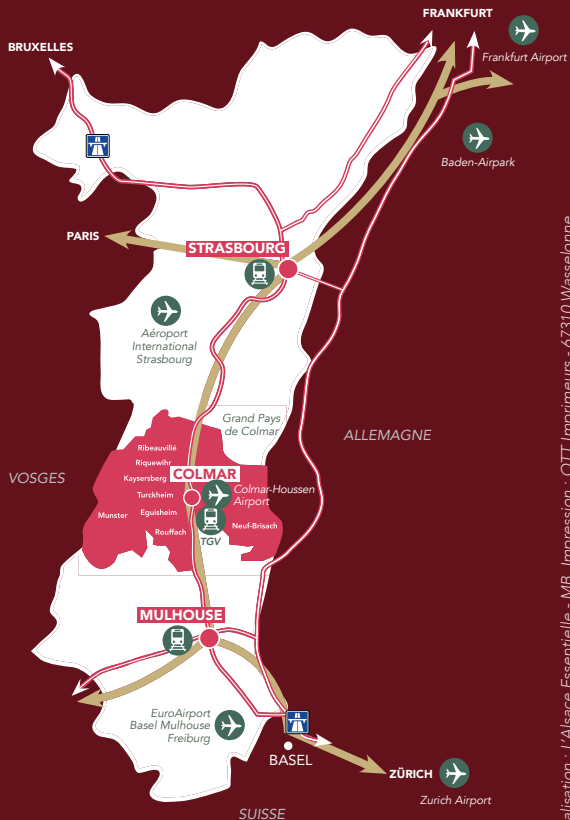 FRANKFURT
Frankfurt Airport
BRUXELLES
Baden-Airpark
PARIS
STRASBOURG
Aéroport
International
Strasbourg
Grand Pays
de Colmar
ALLEMAGNE
VOSGES
Ribeauvillé
Riquewihr
Kaysersberg
COLMAR
Turckheim
Colmar-Houssen
Airport
Munster
Eguisheim
Rouffach
Neuf-Brisach
TGV
MULHOUSE
EuroAirport
Basel Mulhouse
Freiburg
BASEL
ZÜRICH
Zurich Airport
SUISSE
alisation : L'Alsace Essentielle - MB. Impression : OTT Imprimeurs - 67310 Wasselonne